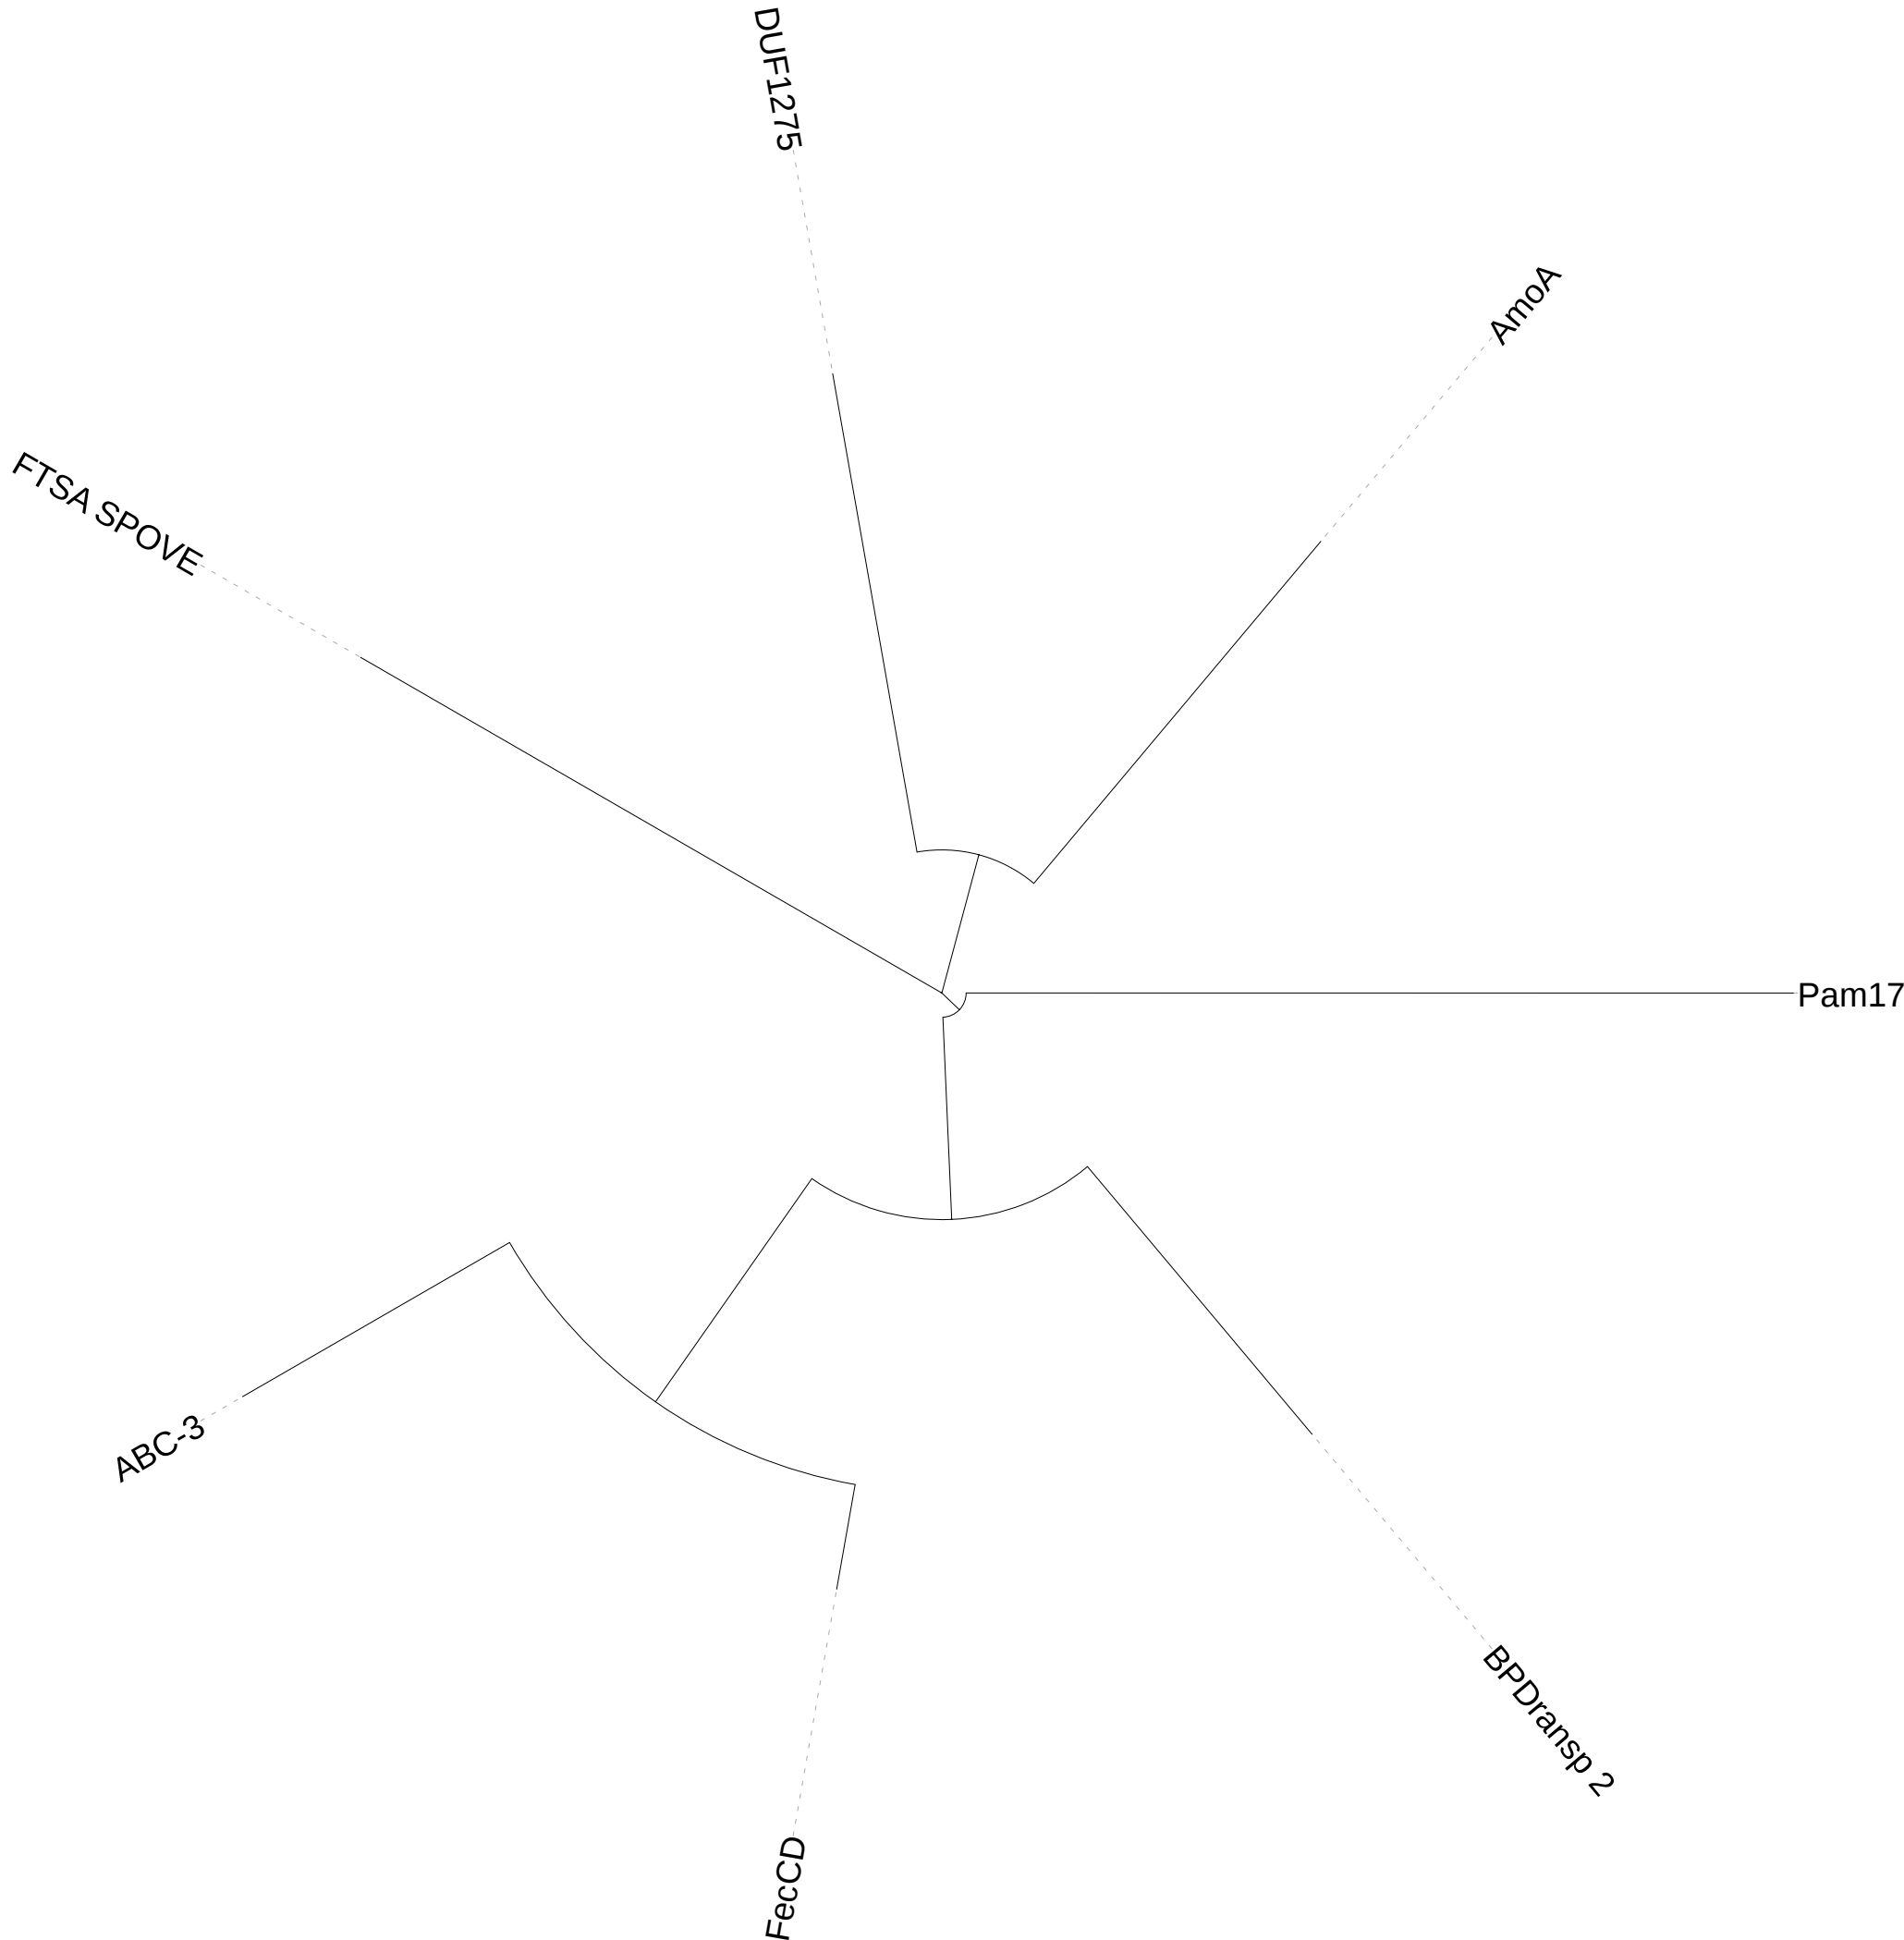 DUF1275
AmoA
FTSA SPOVE
Pam17
ABC-3
BPDransp 2
FecCD